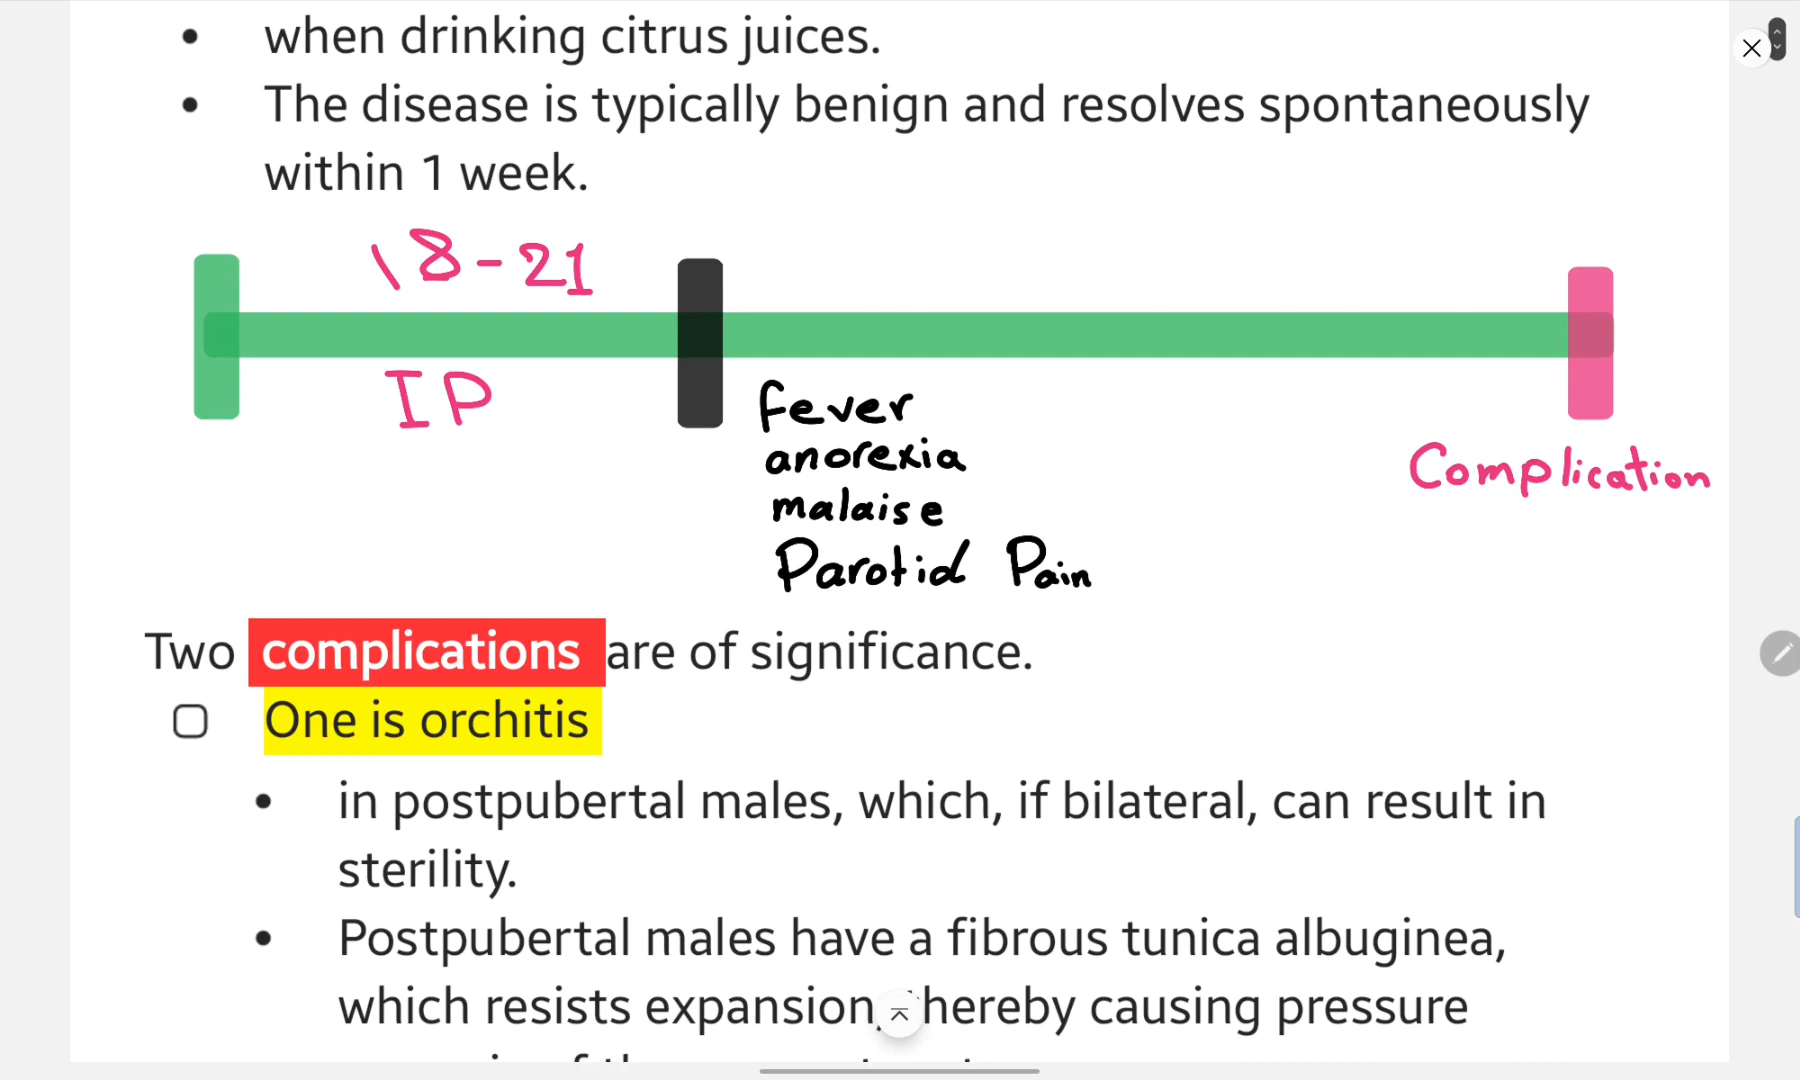 when drinking citrus juices.
The disease is typically benign and resolves spontaneously
within 1 week.
18-21
IP
fever
anorexia
malaise
Parotid Pain
Complication
Two complications are of significance.
One is orchitis
in postpubertal males, which, if bilateral, can result in
sterility.
Postpubertal males have a fibrous tunica albuginea,
which resists expansion, thereby causing pressure